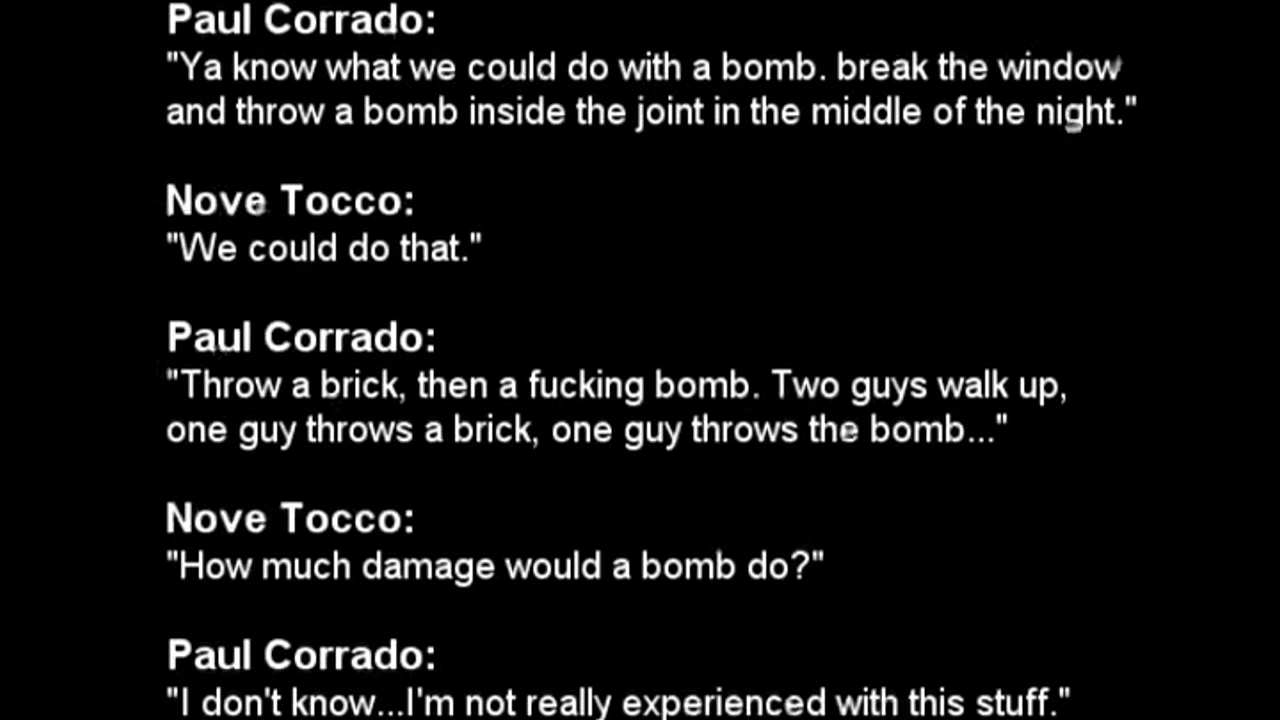 Paul Corrado:
"Ya know what we could do with a bomb. break the window
and throw a bomb inside the joint in the middle of the night."
Nove Tocco:
"We could do that."
Paul Corrado:
"Throw a brick, then a fucking bomb. Two guys walk up,
one guy throws a brick, one guy throws the bomb..."
Nove Tocco:
"How much damage would a bomb do?"
Paul Corrado:
"I don't know...I'm not really experienced with this stuff."